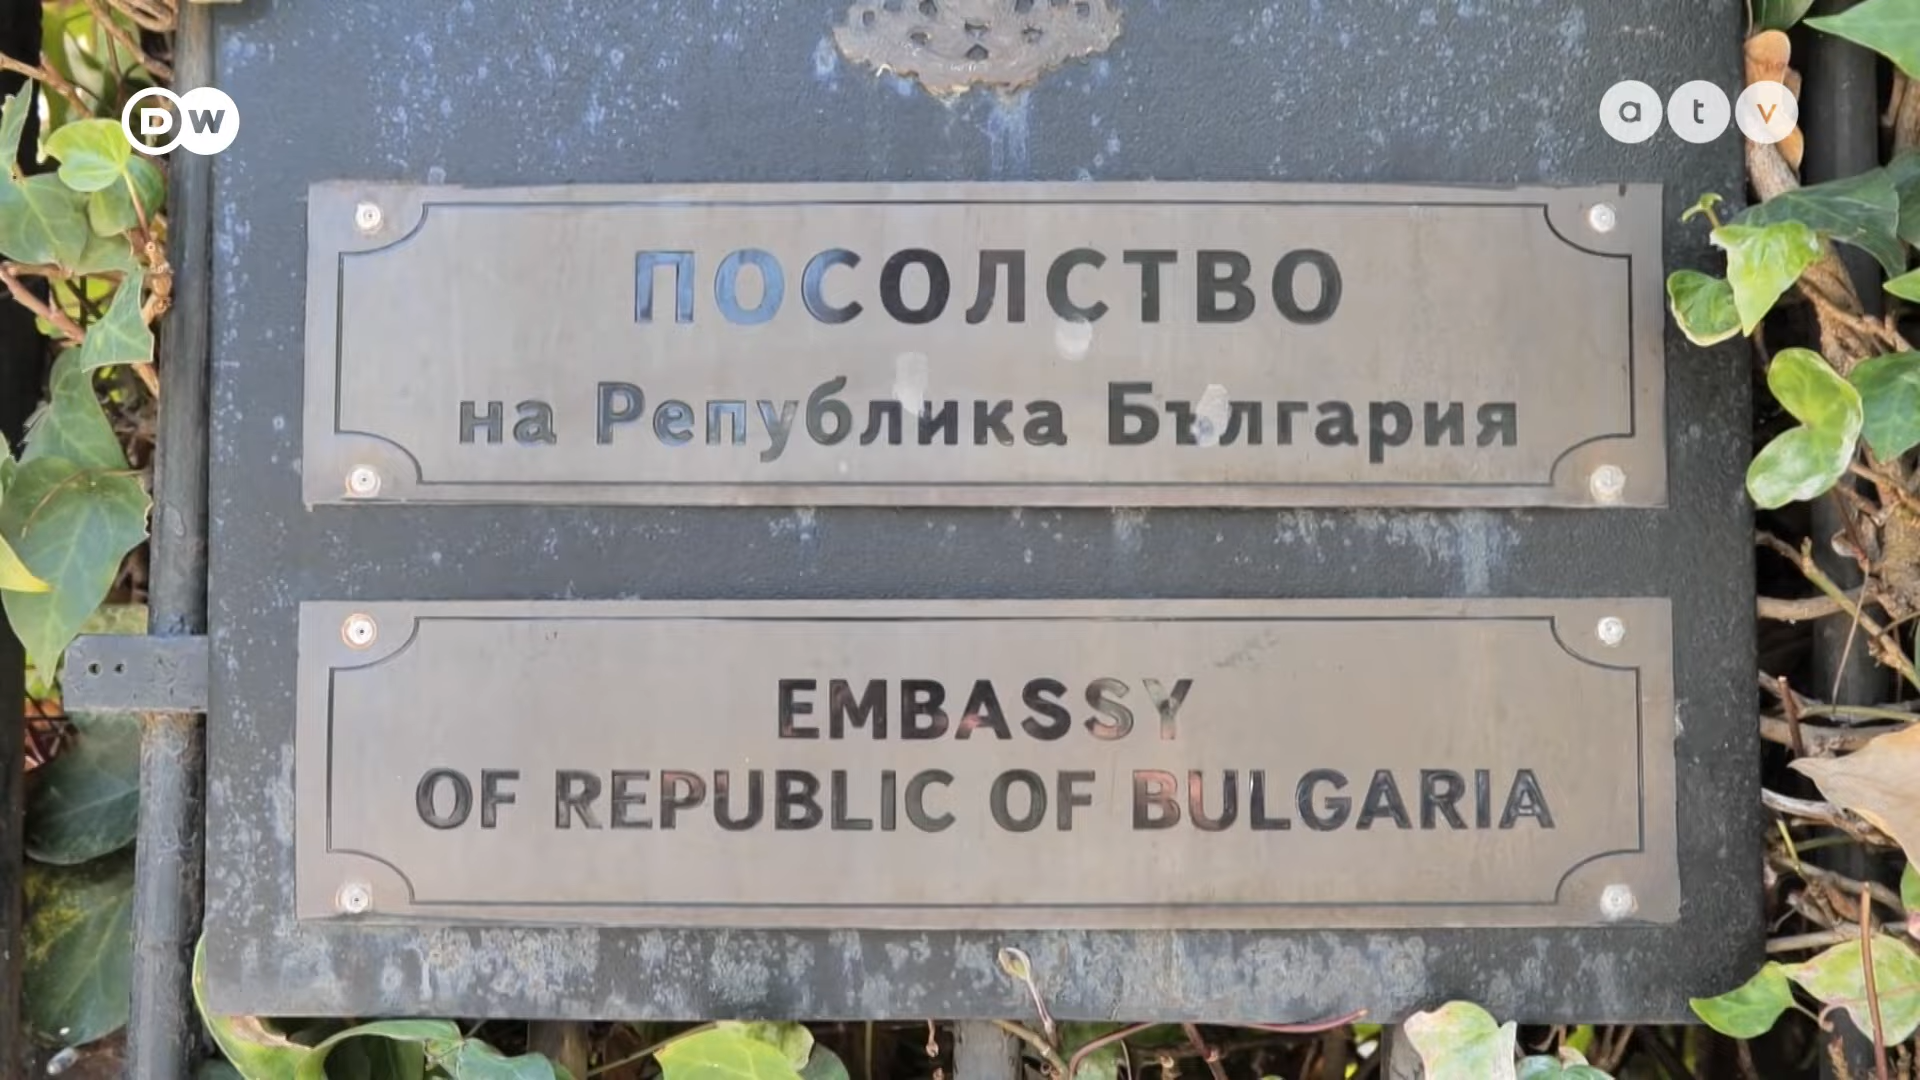 DW
atv
ПОСОЛСТВО
на Република България
EMBASSY
OF REPUBLIC OF BULGARIA